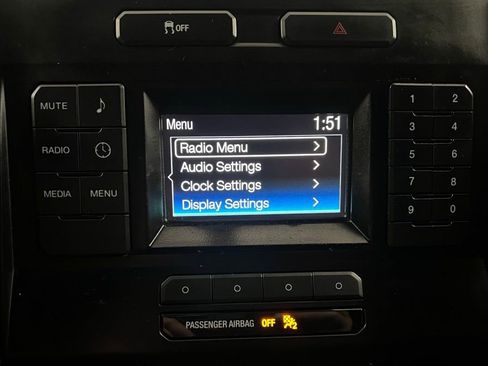 OFF
MUTE
RADIO
MEDIA MENU
Menu 1:51
Radio Menu >
Audio Settings >
Clock Settings >
Display Settings >
1 2
3 4
5 6
7 8
9 0
PASSENGER AIRBAG OFF 2